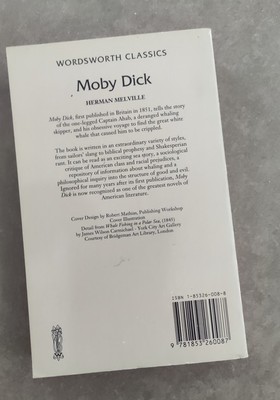 WORDSWORTH CLASSICS
Moby Dick
HERMAN MELVILLE
Moby Dick, first published in Britain in 1851, tells the story
of the one-legged Captain Ahab, a deranged whaling
skipper, and his obsessive voyage to find the great white
whale that caused him to be crippled.
The book is written in an extraordinary variety of styles,
from sailors' slang to biblical prophecy and Shakesperian
rant. It can be read as an exciting sea story, a sociological
critique of American class and racial prejudices, a
repository of information about whaling and a
philosophical inquiry into the structure of good and evil.
Ignored for many years after its first publication, Moby
Dick is now recognized as one of the greatest novels of
American literature.
Cover Design by Robert Mathias, Publishing Workshop
Cover Illustration
Detail from Whale Fishing on a Polar Sea, (1845)
by James Wilson Carmichael - York City Art Gallery
Courtesy of Bridgeman Art Library, London
ISBN 1-85326-008-8
9 781853 260087